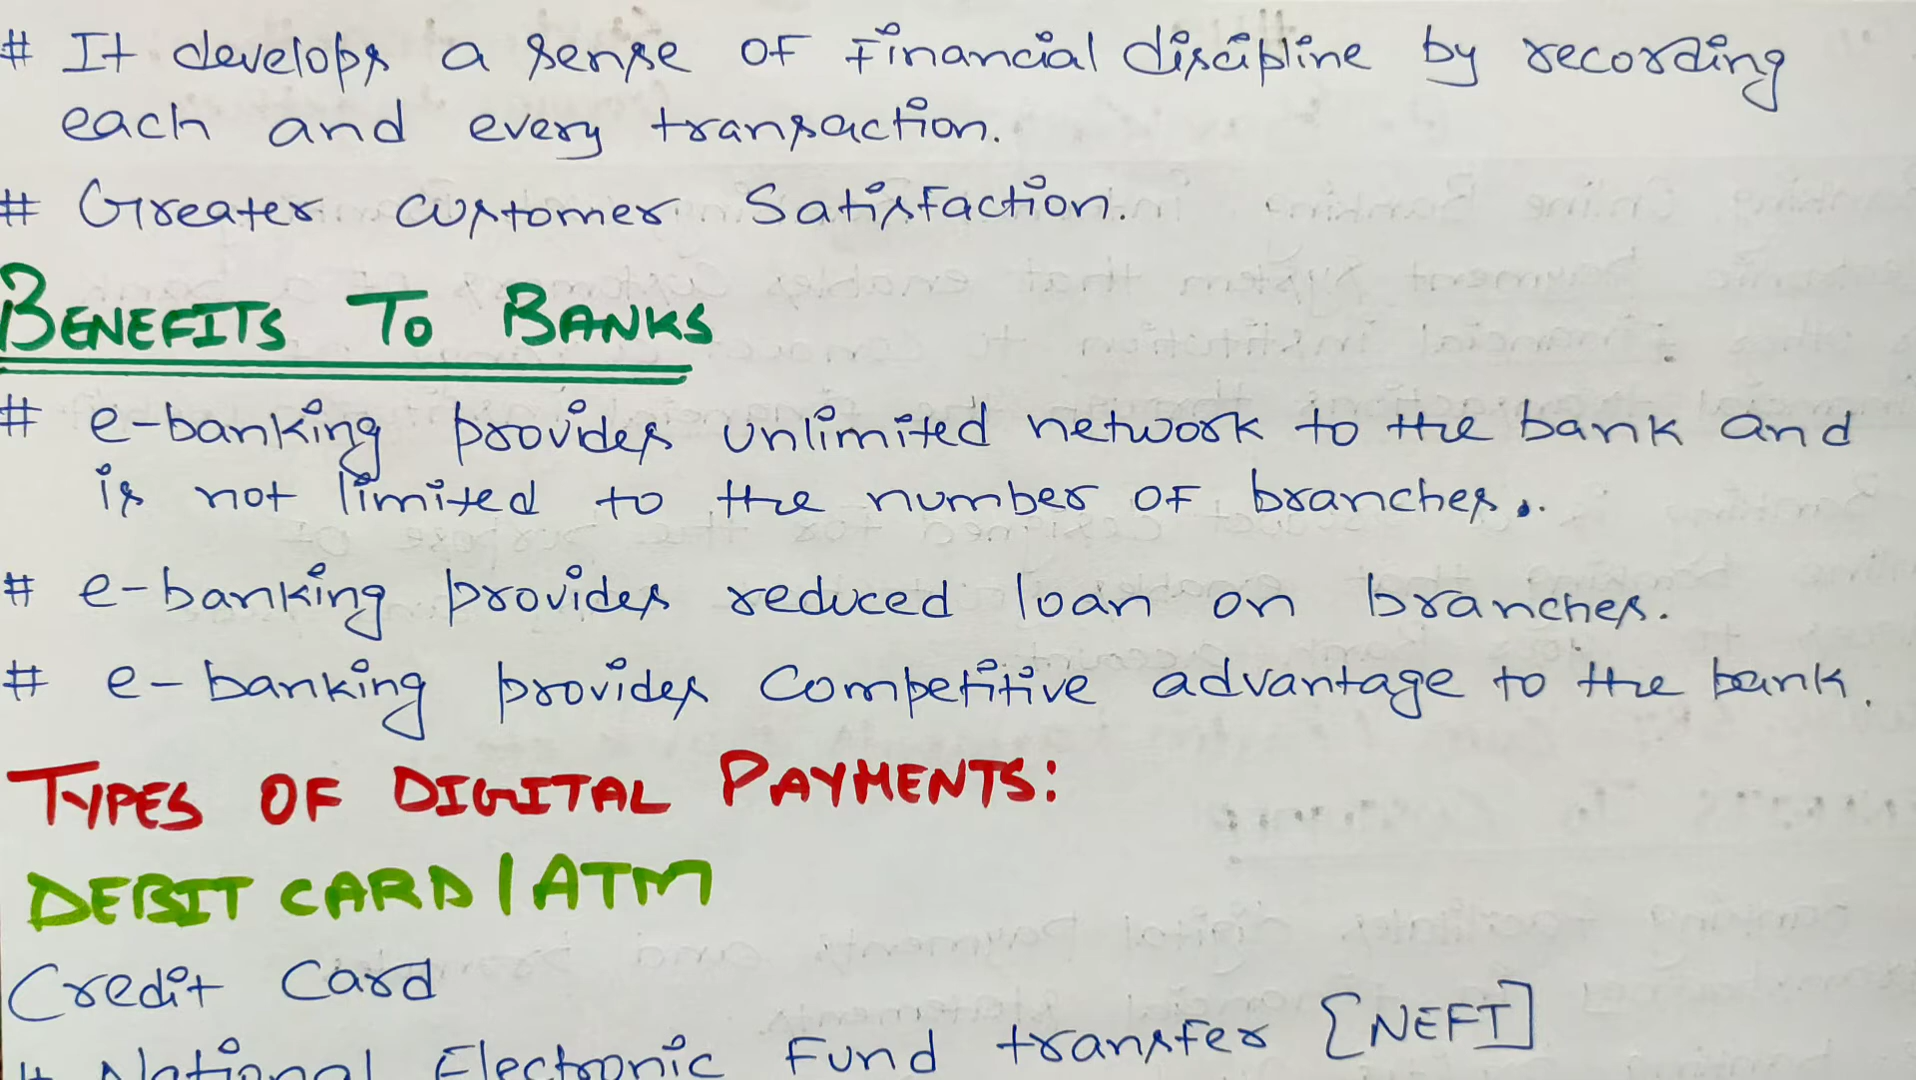 # It develops a sense of financial discipline by recording
each and every transaction.
# Greater customer Satisfaction.
BENEFITS TO BANKS
# e-banking provides unlimited network to the bank and
is not limited to the number of branches.
# e-banking provides reduced loan on branches.
# e-banking provides competitive advantage to the bank.
TYPES OF DIGITAL PAYMENTS:
DEBIT CARD/ATM
Credit Card
# National Electronic Fund transfer [NEFT]